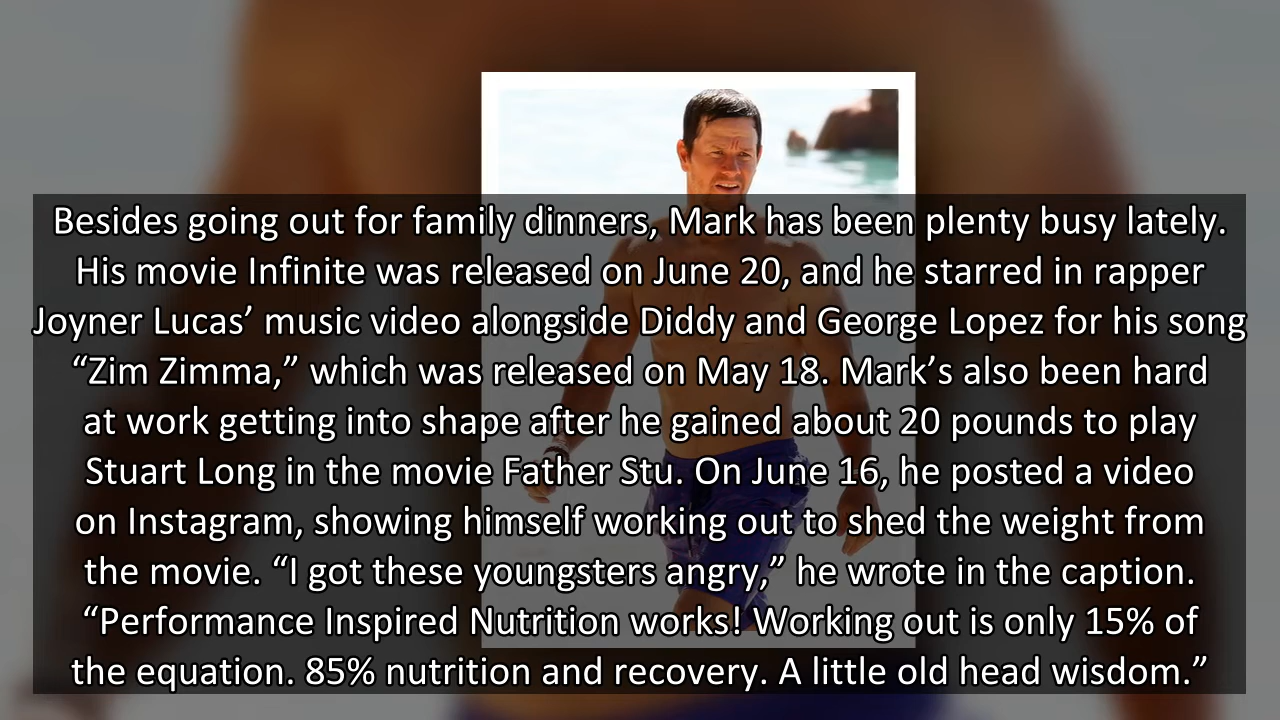 Besides going out for family dinners, Mark has been plenty busy lately.
His movie Infinite was released on June 20, and he starred in rapper
Joyner Lucas’ music video alongside Diddy and George Lopez for his song
“Zim Zimma,” which was released on May 18. Mark’s also been hard
at work getting into shape after he gained about 20 pounds to play
Stuart Long in the movie Father Stu. On June 16, he posted a video
on Instagram, showing himself working out to shed the weight from
the movie. “I got these youngsters angry,” he wrote in the caption.
“Performance Inspired Nutrition works! Working out is only 15% of
the equation. 85% nutrition and recovery. A little old head wisdom.”